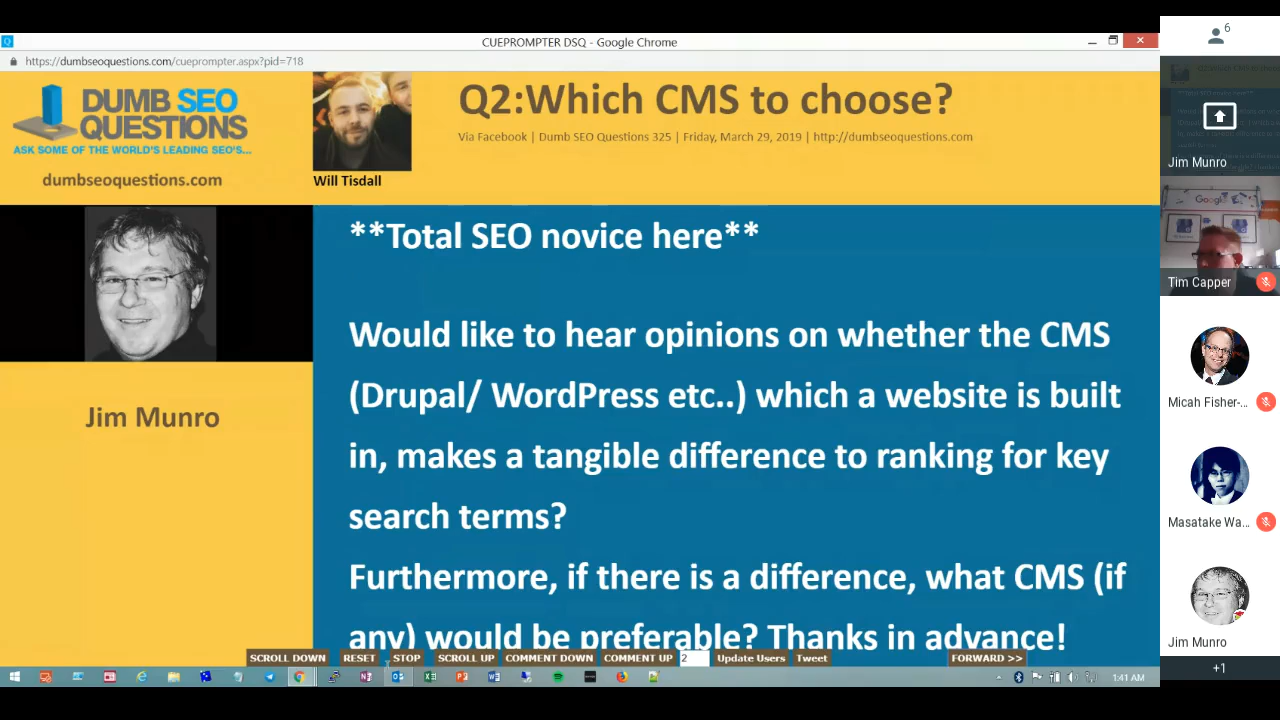 CUEPROMPTER DSQ - Google Chrome
https://dumbseoquestions.com/cueprompter.aspx?pid=718
DUMB SEO
QUESTIONS
ASK SOME OF THE WORLD'S LEADING SEO'S...
dumbseoquestions.com
Will Tisdall
Q2:Which CMS to choose?
Via Facebook | Dumb SEO Questions 325 | Friday, March 29, 2019 | http://dumbseoquestions.com
Jim Munro
**Total SEO novice here**
Would like to hear opinions on whether the CMS
(Drupal/ WordPress etc..) which a website is built
in, makes a tangible difference to ranking for key
search terms?
Furthermore, if there is a difference, what CMS (if
any) would be preferable? Thanks in advance!
SCROLL DOWN RESET STOP SCROLL UP COMMENT DOWN COMMENT UP 2 Update Users Tweet FORWARD >>
1:41 AM
6
Jim Munro
Google
Tim Capper
Micah Fisher-...
Masatake Wa...
Jim Munro
+1